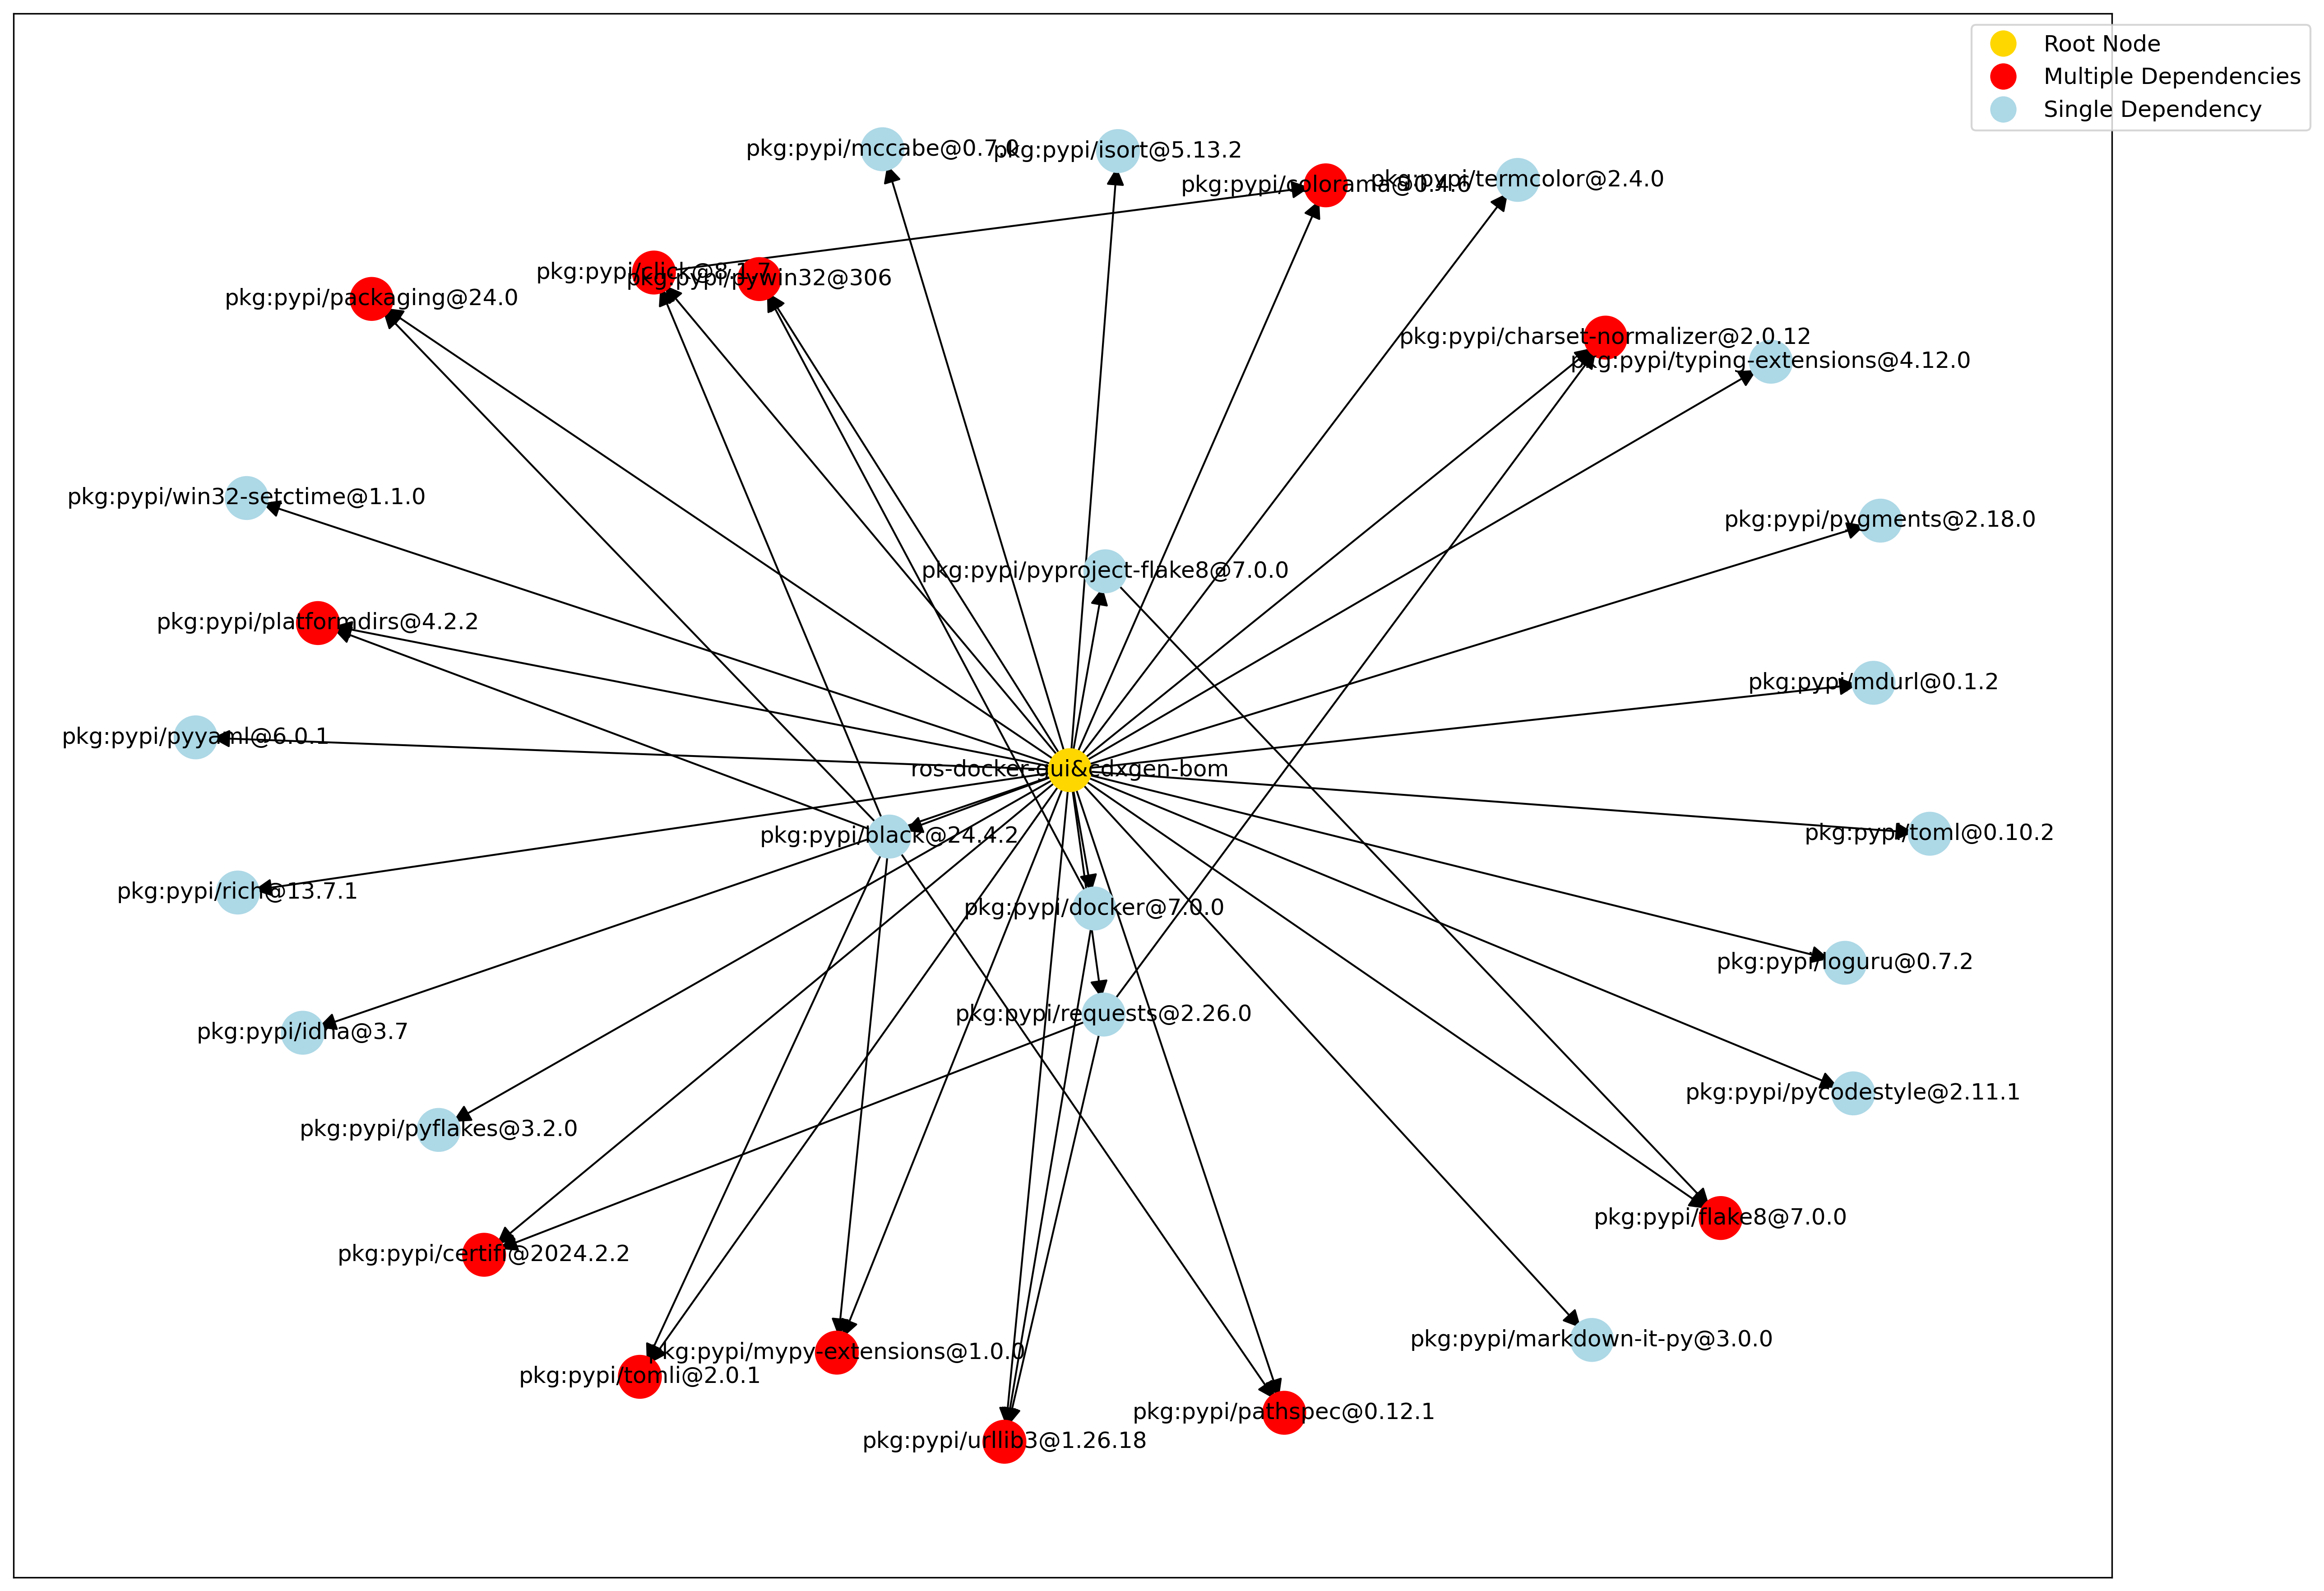 Root Node
Multiple Dependencies
Single Dependency
pkg:pypi/mccabe@0.7.0
pkg:pypi/isort@5.13.2
pkg:pypi/colorama@0.4.6
pkg:pypi/termcolor@2.4.0
pkg:pypi/click@8.1.7
pkg:pypi/pywin32@306
pkg:pypi/packaging@24.0
pkg:pypi/charset-normalizer@2.0.12
pkg:pypi/typing-extensions@4.12.0
pkg:pypi/win32-setctime@1.1.0
pkg:pypi/pygments@2.18.0
pkg:pypi/pyproject-flake8@7.0.0
pkg:pypi/platformdirs@4.2.2
pkg:pypi/mdurl@0.1.2
pkg:pypi/pyyaml@6.0.1
ros-docker-gui&cdxgen-bom
pkg:pypi/black@24.4.2
pkg:pypi/toml@0.10.2
pkg:pypi/rich@13.7.1
pkg:pypi/docker@7.0.0
pkg:pypi/loguru@0.7.2
pkg:pypi/requests@2.26.0
pkg:pypi/idna@3.7
pkg:pypi/pycodestyle@2.11.1
pkg:pypi/pyflakes@3.2.0
pkg:pypi/flake8@7.0.0
pkg:pypi/certifi@2024.2.2
pkg:pypi/markdown-it-py@3.0.0
pkg:pypi/mypy-extensions@1.0.0
pkg:pypi/tomli@2.0.1
pkg:pypi/pathspec@0.12.1
pkg:pypi/urllib3@1.26.18